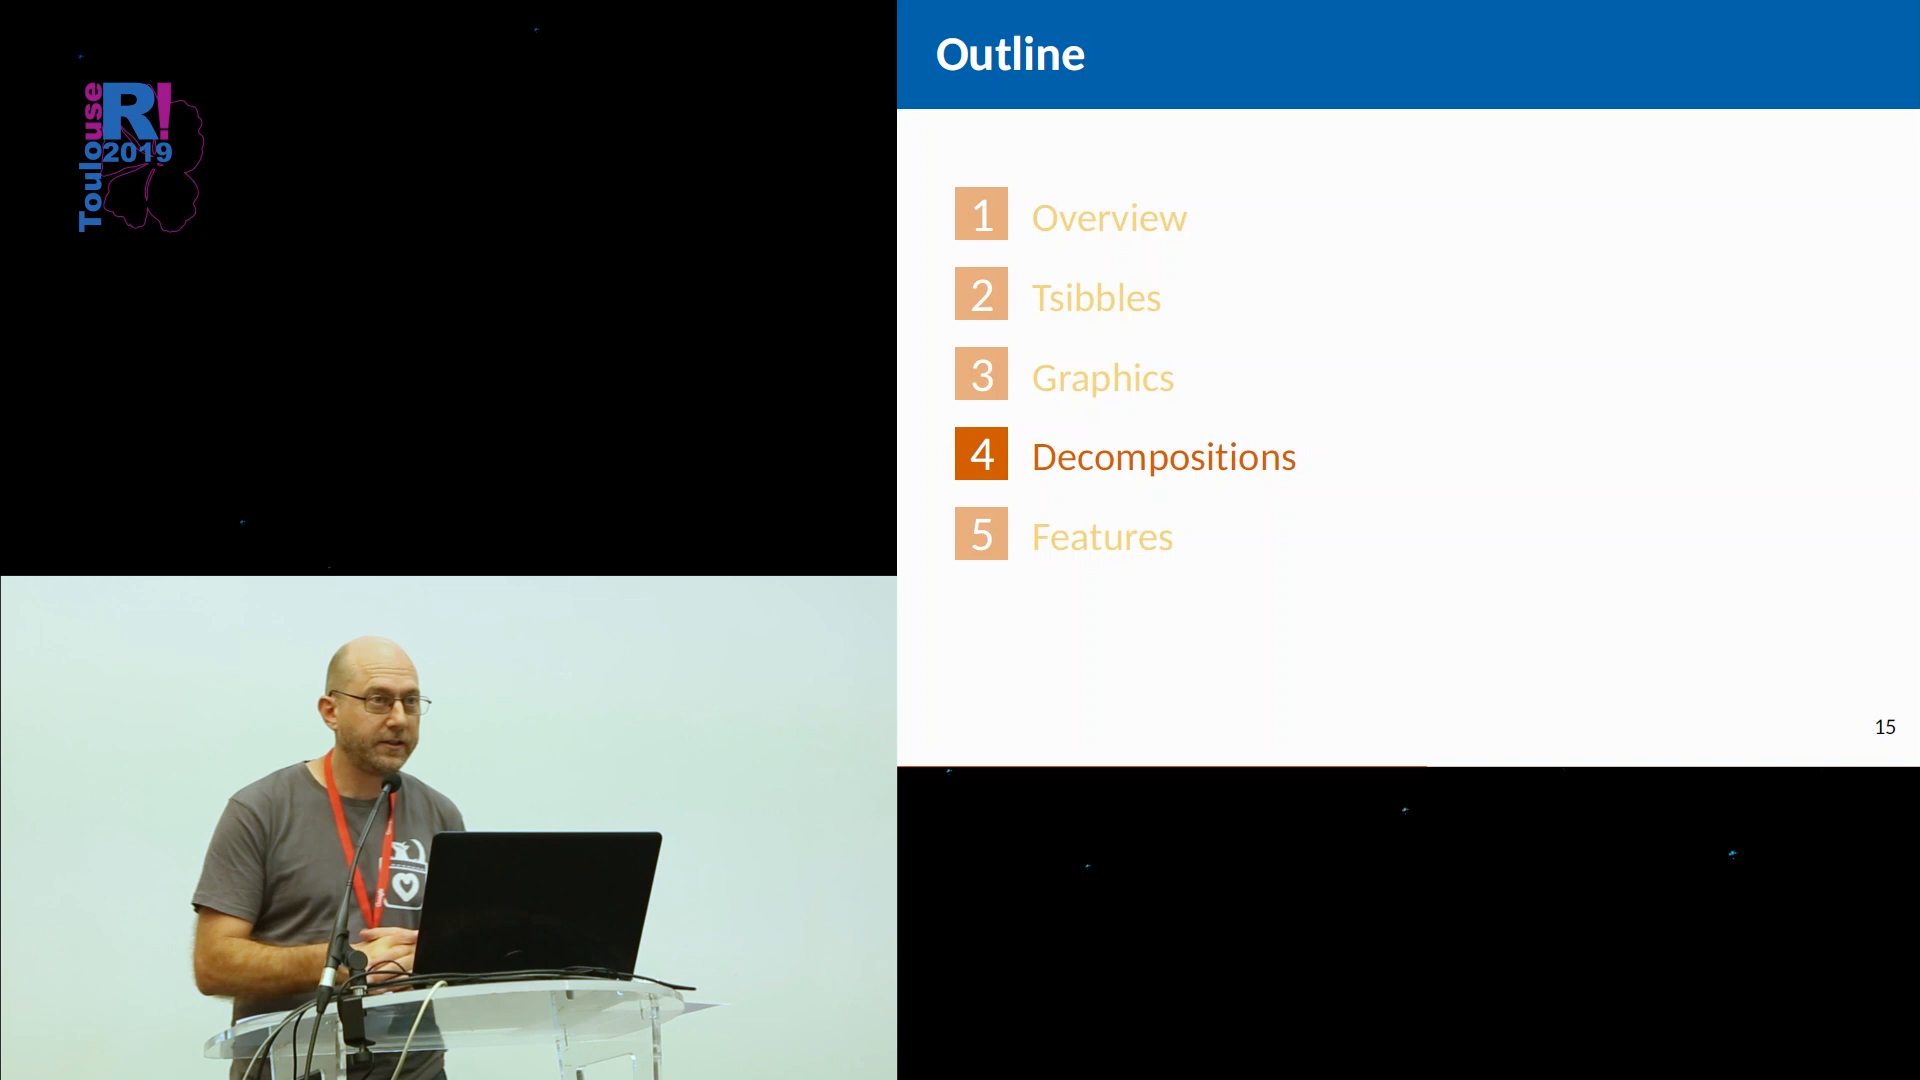 Toulouse
R!
2019
Outline
1 Overview
2 Tsibbles
3 Graphics
4 Decompositions
5 Features
15